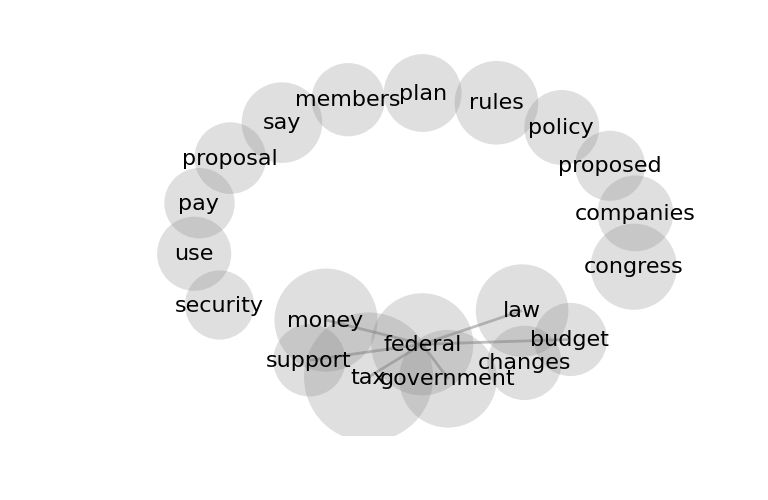 plan
members
rules
say
policy
proposal
proposed
pay
companies
use
congress
security
law
money
budget
federal
support
changes
tax
government